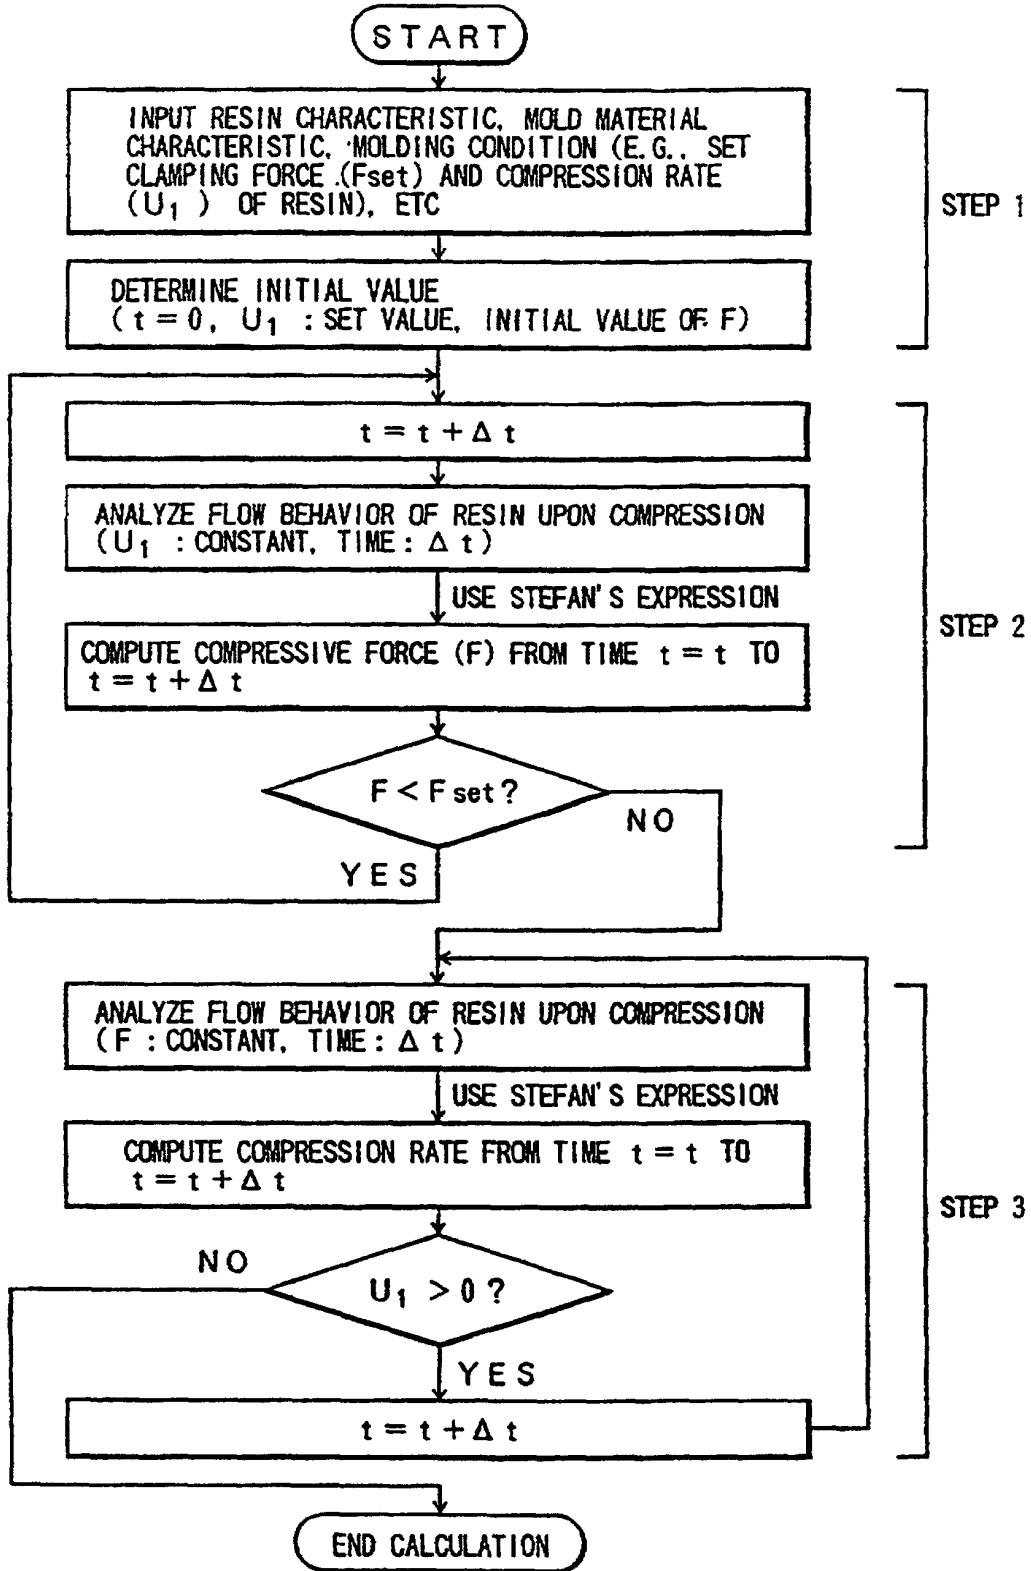 START
INPUT RESIN CHARACTERISTIC, MOLD MATERIAL
CHARACTERISTIC, MOLDING CONDITION (E.G., SET
CLAMPING FORCE (Fset) AND COMPRESSION RATE
(U₁) OF RESIN), ETC
STEP 1
DETERMINE INITIAL VALUE
(t=0, U₁ : SET VALUE, INITIAL VALUE OF F)
t = t + Δ t
ANALYZE FLOW BEHAVIOR OF RESIN UPON COMPRESSION
(U₁ : CONSTANT, TIME: Δ t)
USE STEFAN'S EXPRESSION
STEP 2
COMPUTE COMPRESSIVE FORCE (F) FROM TIME t = t TO
t = t + Δ t
F < Fset?
NO
YES
ANALYZE FLOW BEHAVIOR OF RESIN UPON COMPRESSION
(F : CONSTANT, TIME: Δ t)
USE STEFAN'S EXPRESSION
COMPUTE COMPRESSION RATE FROM TIME t = t TO
t = t + Δ t
STEP 3
NO
U₁ > 0?
YES
t = t + Δ t
END CALCULATION